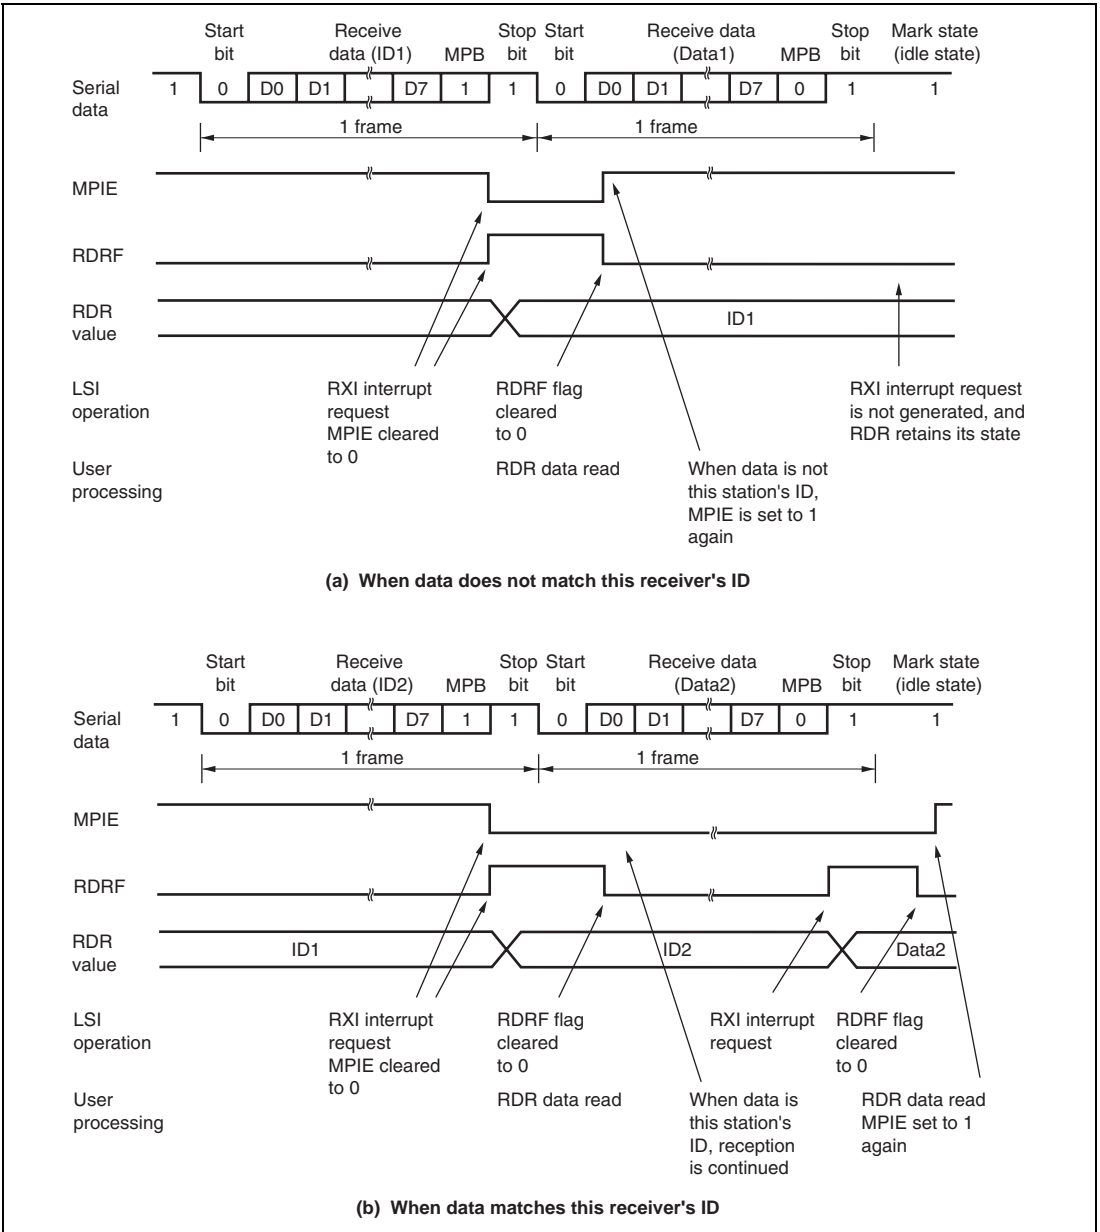 Start Receive Stop Start Receive data Stop Mark state
bit data (ID1) MPB bit bit (Data1) MPB bit (idle state)
Serial data
1 0 D0 D1 D7 1 1 0 D0 D1 D7 0 1 1
1 frame 1 frame
MPIE
RDRF
RDR value
ID1
LSI operation
RXI interrupt
request
MPIE cleared
to 0
RDRF flag
cleared
to 0
RXI interrupt request
is not generated, and
RDR retains its state
User processing
RDR data read
When data is not
this station's ID,
MPIE is set to 1
again
(a) When data does not match this receiver's ID
Start Receive Stop Start Receive data Stop Mark state
bit data (ID2) MPB bit bit (Data2) MPB bit (idle state)
Serial data
1 0 D0 D1 D7 1 1 0 D0 D1 D7 0 1 1
1 frame 1 frame
MPIE
RDRF
RDR value
ID1 ID2 Data2
LSI operation
RXI interrupt
request
MPIE cleared
to 0
RDRF flag
cleared
to 0
RXI interrupt
request
RDRF flag
cleared
to 0
User processing
RDR data read
When data is
this station's
ID, reception
is continued
RDR data read
MPIE set to 1
again
(b) When data matches this receiver's ID